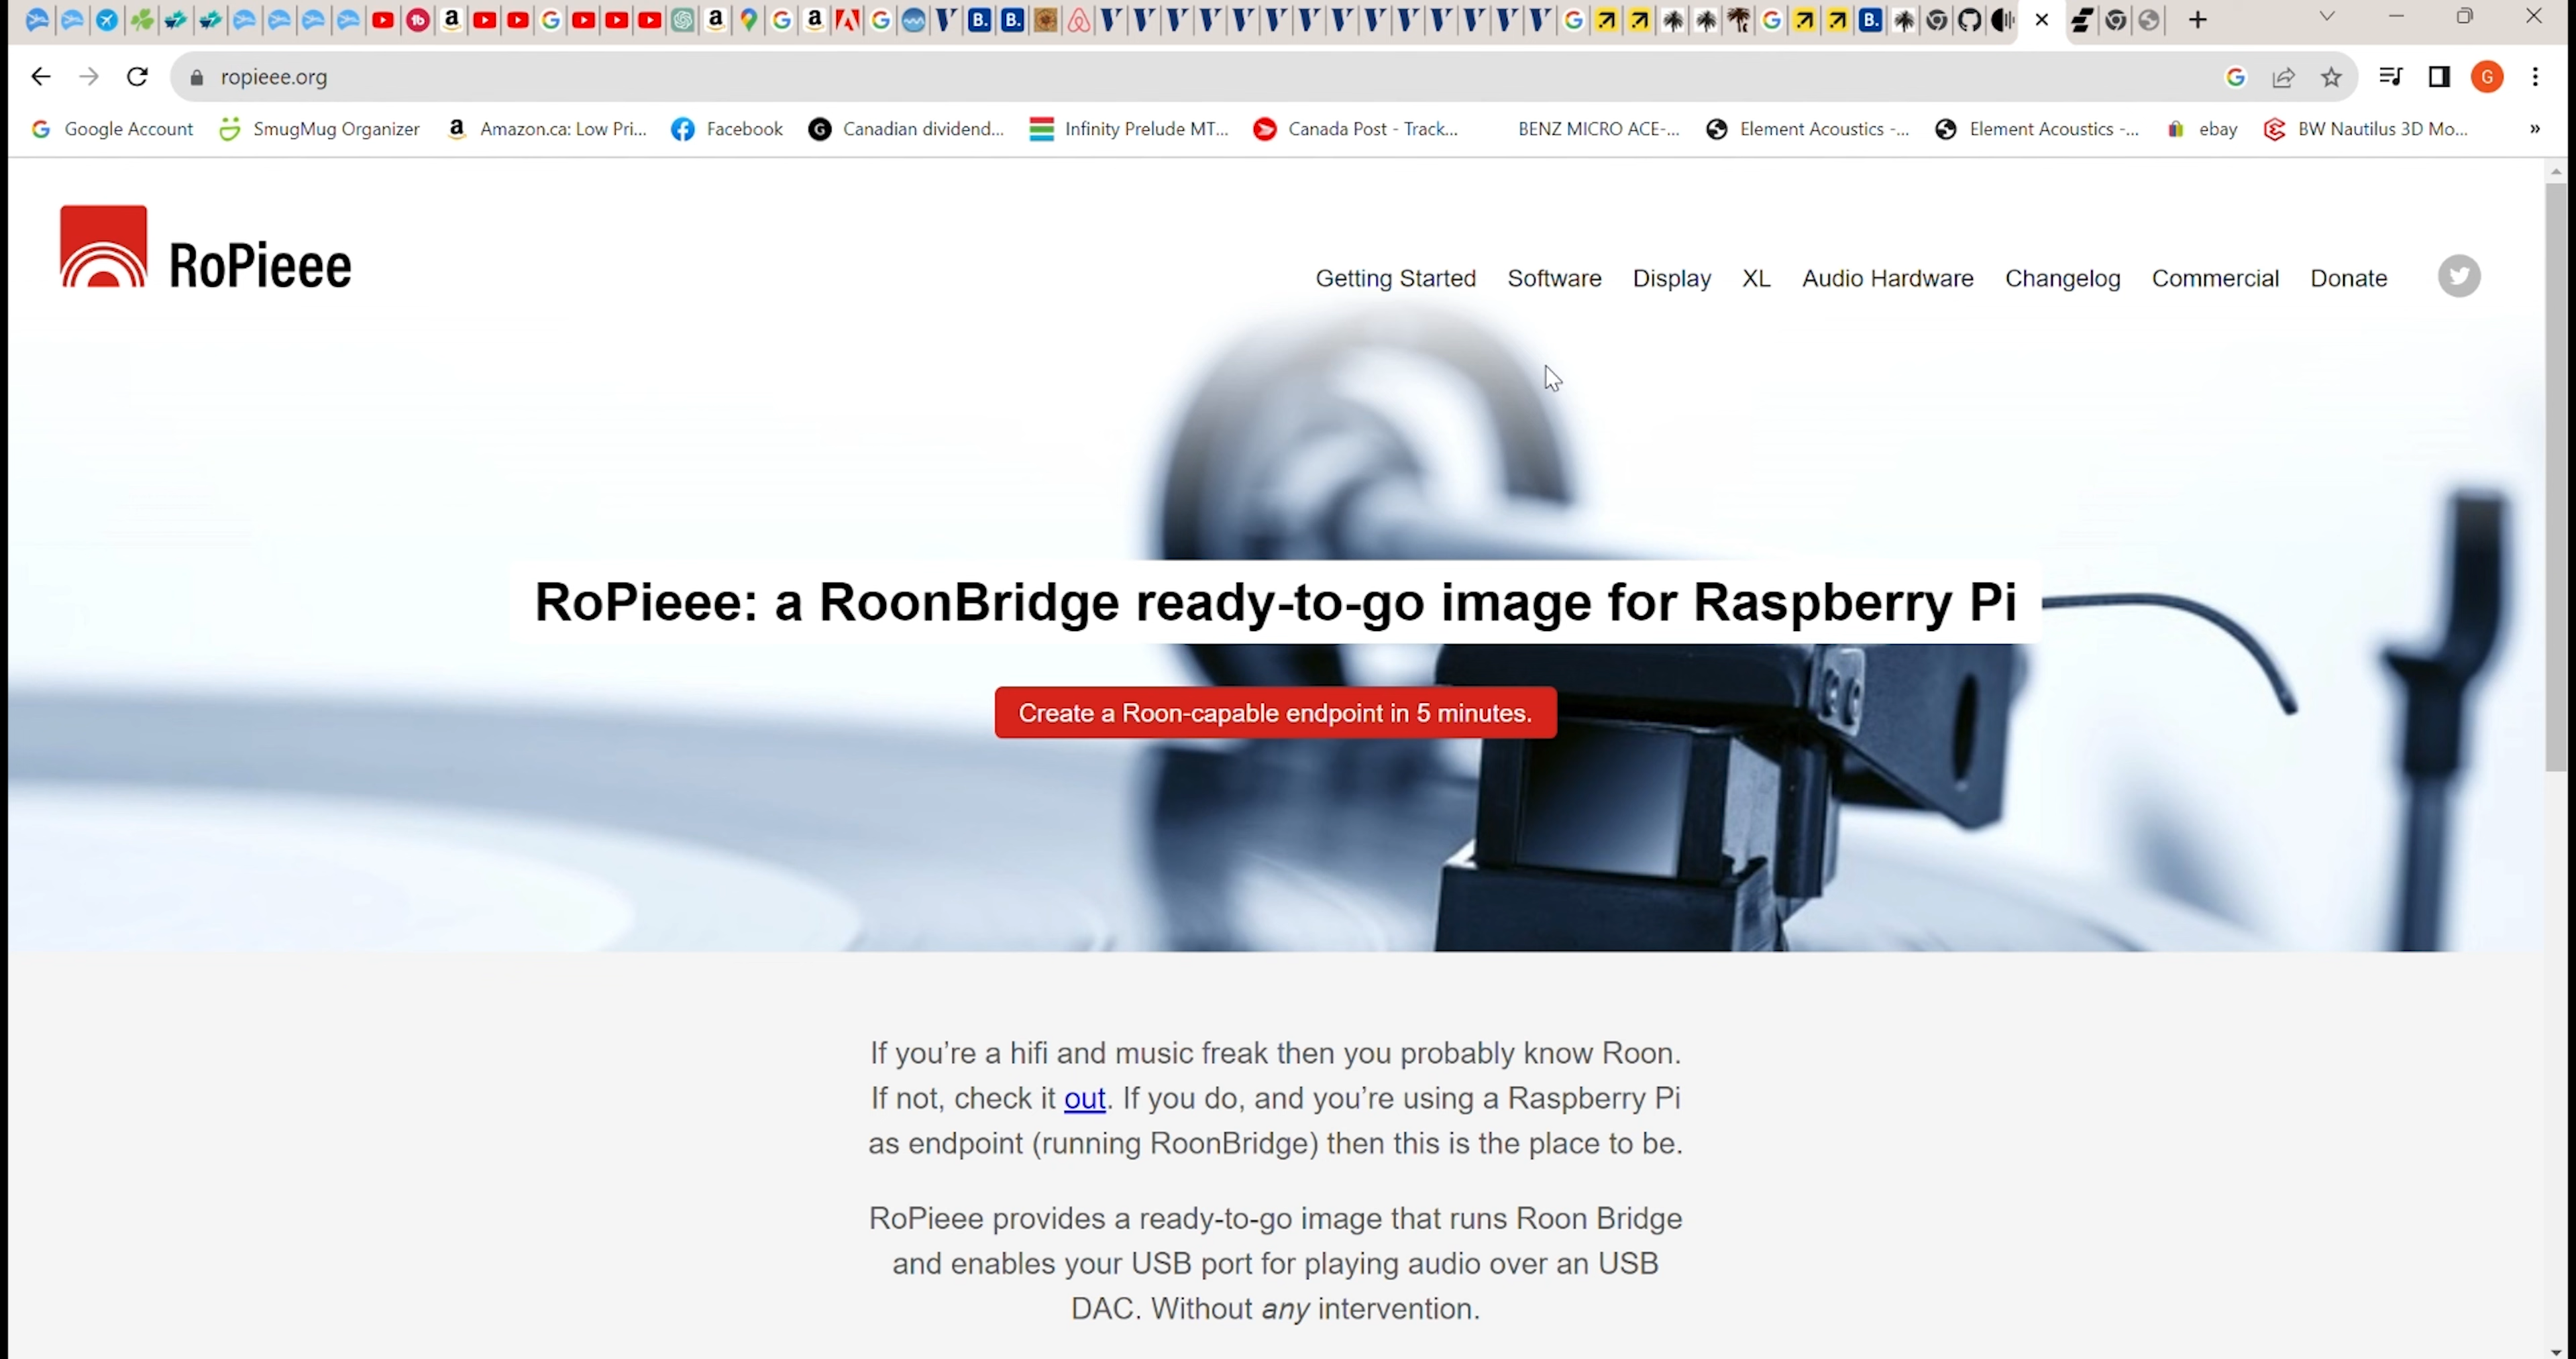 ropieee.org
G
Google Account
SmugMug Organizer
Amazon.ca: Low Pri...
Facebook
Canadian dividend...
Infinity Prelude MT...
Canada Post - Track...
BENZ MICRO ACE-...
Element Acoustics -...
Element Acoustics -...
ebay
BW Nautilus 3D Mo...
»
RoPieee
Getting Started
Software
Display
XL
Audio Hardware
Changelog
Commercial
Donate
RoPieee: a RoonBridge ready-to-go image for Raspberry Pi
Create a Roon-capable endpoint in 5 minutes.
If you’re a hifi and music freak then you probably know Roon.
If not, check it out. If you do, and you’re using a Raspberry Pi
as endpoint (running RoonBridge) then this is the place to be.
RoPieee provides a ready-to-go image that runs Roon Bridge
and enables your USB port for playing audio over an USB
DAC. Without any intervention.